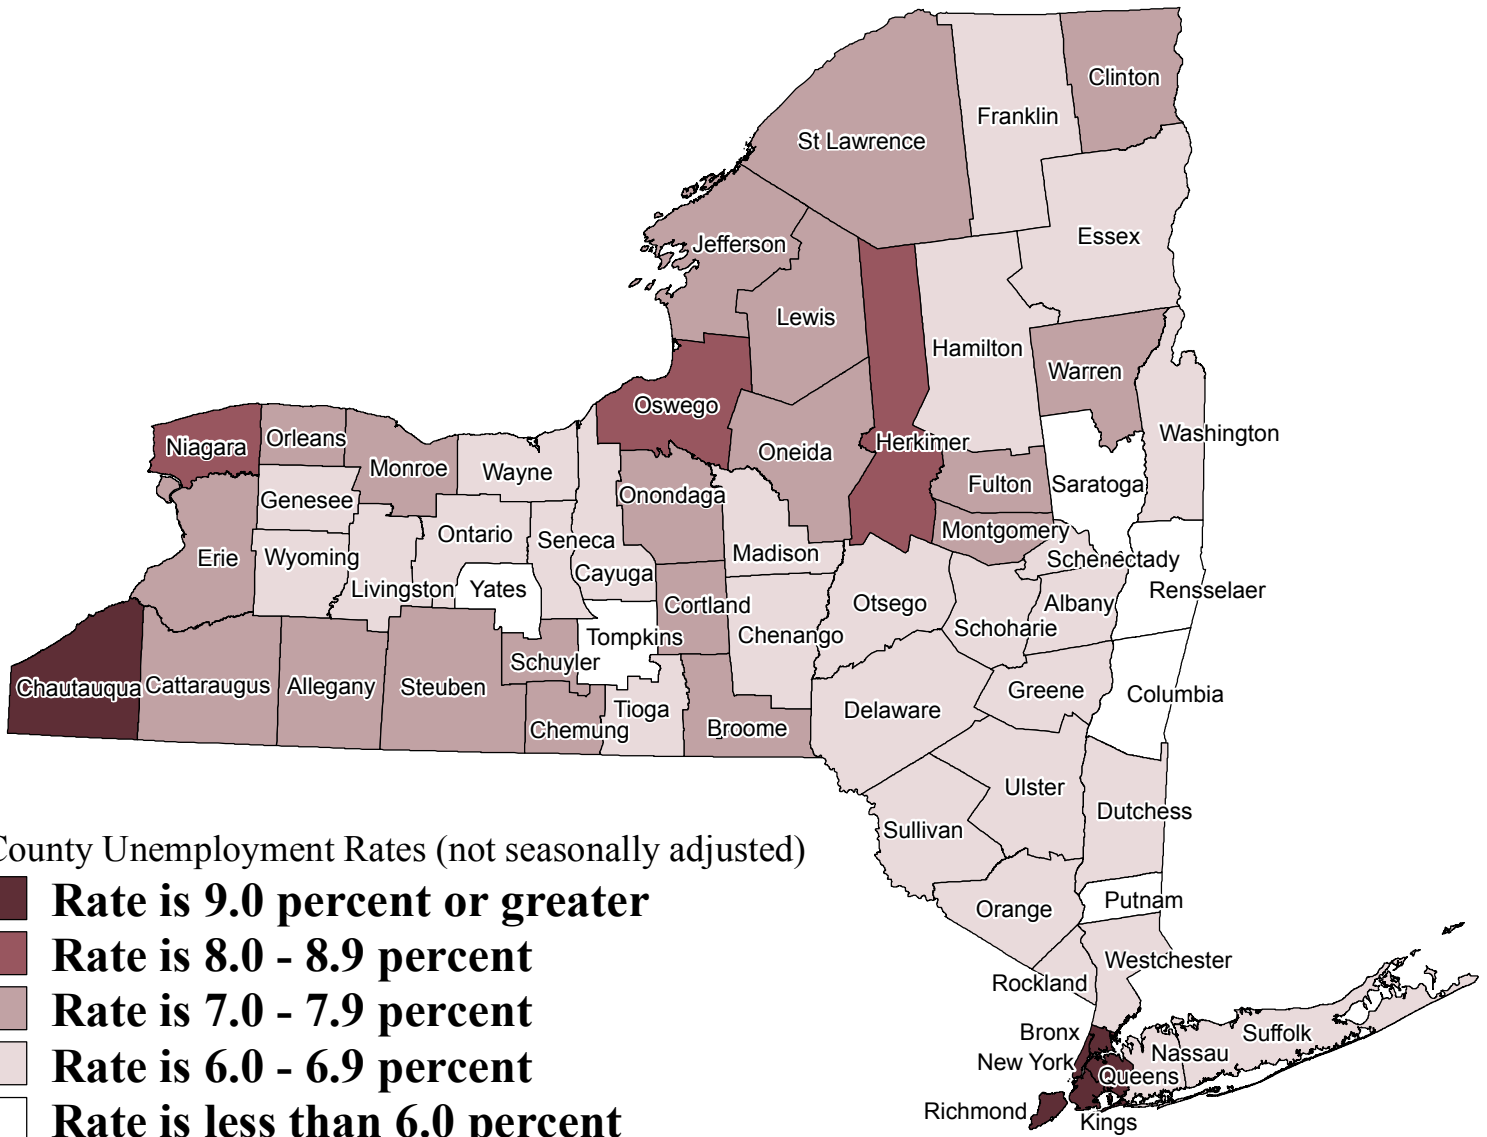 Clinton
Franklin
St Lawrence
Essex
Jefferson
Lewis
Hamilton
Warren
Oswego
Washington
Niagara
Orleans
Herkimer
Oneida
Monroe
Wayne
Fulton
Saratoga
Onondaga
Genesee
Montgomery
Ontario
Seneca
Madison
Erie
Wyoming
Schenectady
Cayuga
Livingston
Yates
Rensselaer
Otsego
Albany
Cortland
Schoharie
Chenango
Tompkins
Schuyler
Chautauqua
Cattaraugus
Allegany
Steuben
Greene
Columbia
Tioga
Delaware
Chemung
Broome
Ulster
Dutchess
Sullivan
Putnam
Orange
Westchester
Rockland
Bronx
Suffolk
Nassau
New York
Queens
Richmond
Kings
County Unemployment Rates (not seasonally adjusted)
Rate is 9.0 percent or greater
Rate is 8.0 - 8.9 percent
Rate is 7.0 - 7.9 percent
Rate is 6.0 - 6.9 percent
Rate is less than 6.0 percent